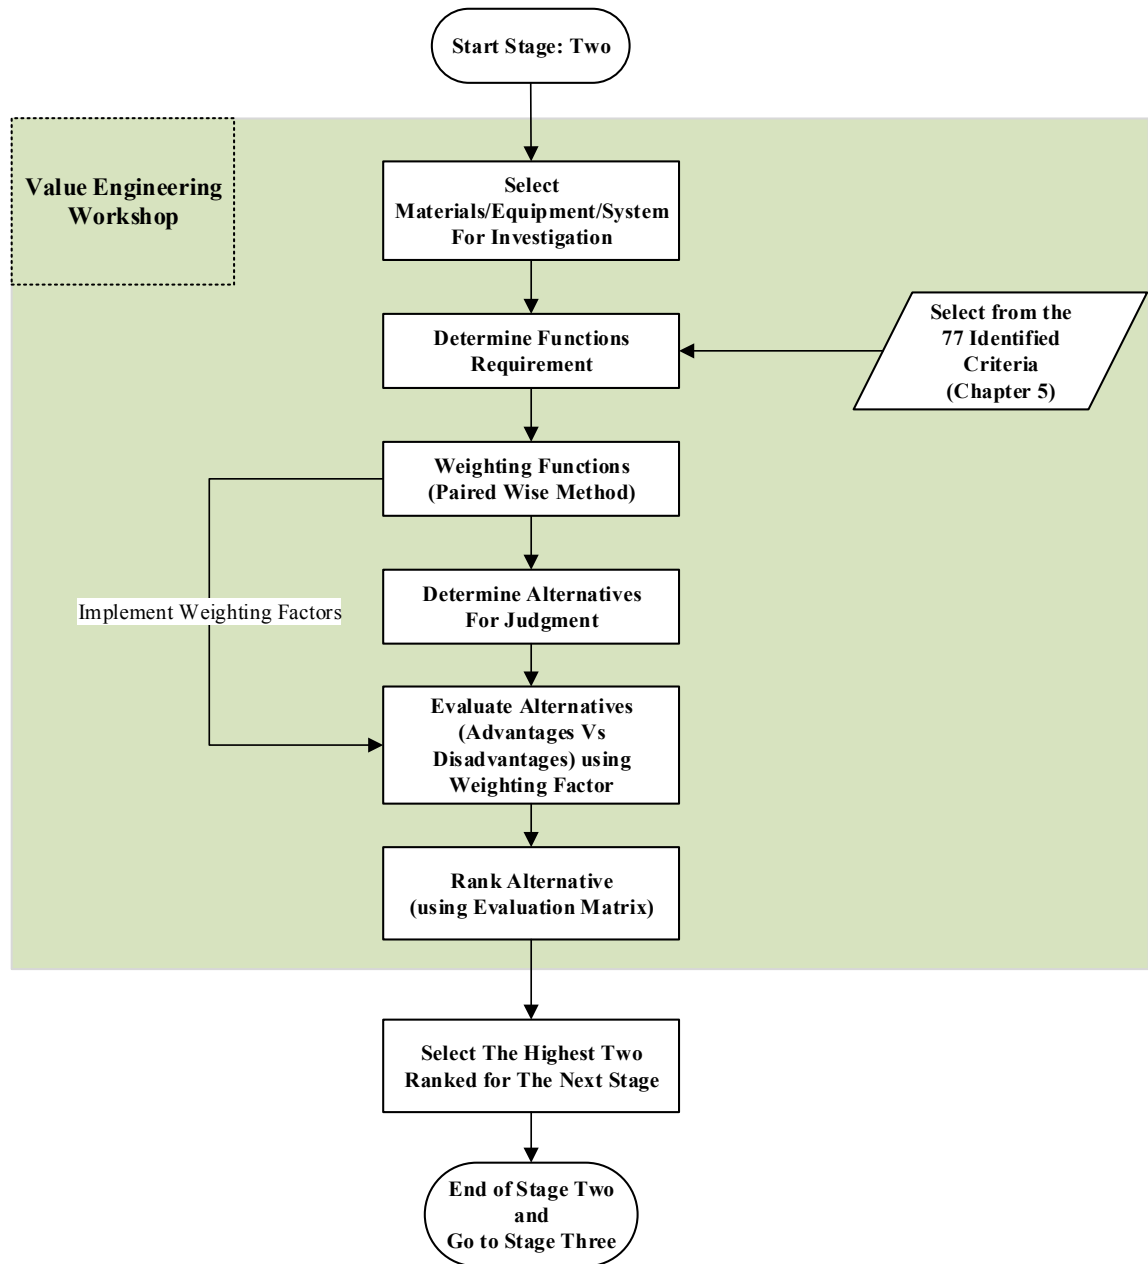 Start Stage: Two
Value Engineering
Workshop
Select
Materials/Equipment/System
For Investigation
Determine Functions
Requirement
Select from the
77 Identified
Criteria
(Chapter 5)
Weighting Functions
(Paired Wise Method)
Implement Weighting Factors
Determine Alternatives
For Judgment
Evaluate Alternatives
(Advantages Vs
Disadvantages) using
Weighting Factor
Rank Alternative
(using Evaluation Matrix)
Select The Highest Two
Ranked for The Next Stage
End of Stage Two
and
Go to Stage Three